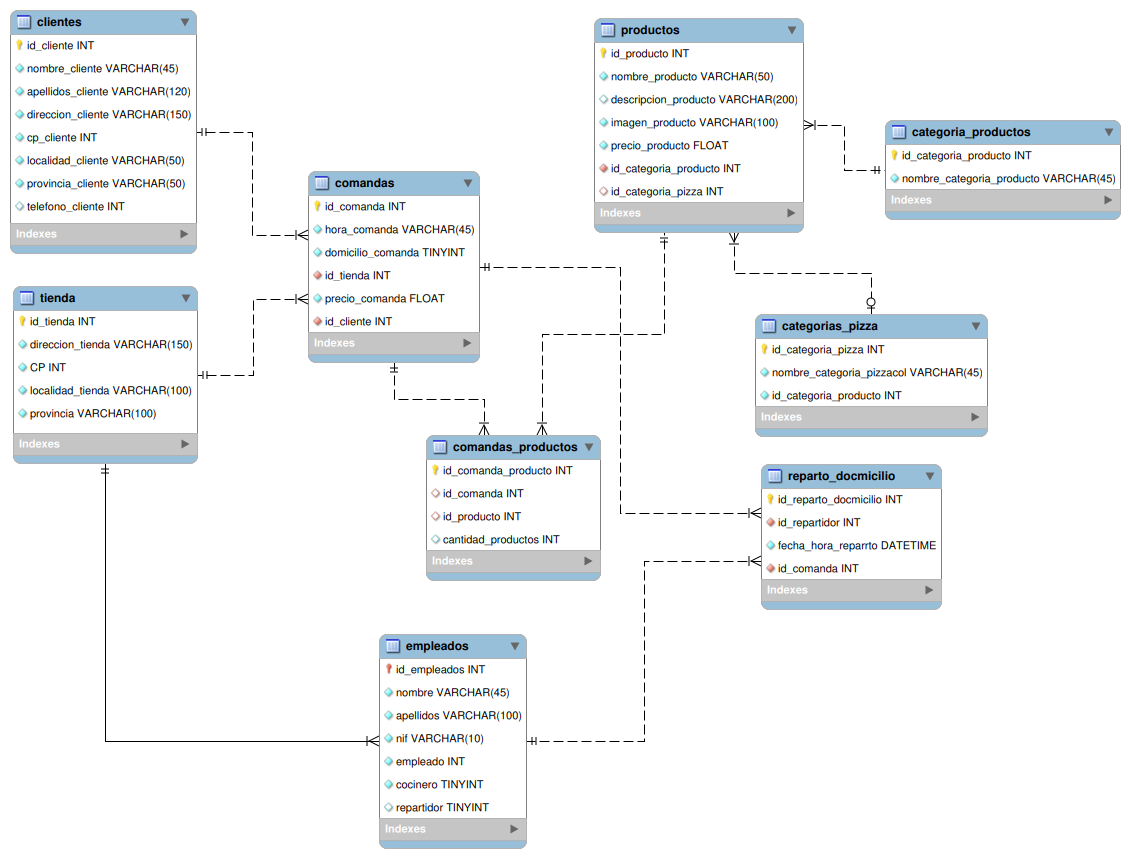 clientes
id_cliente INT
nombre_cliente VARCHAR(45)
apellidos_cliente VARCHAR(120)
direccion_cliente VARCHAR(150)
cp_cliente INT
localidad_cliente VARCHAR(50)
provincia_cliente VARCHAR(50)
telefono_cliente INT
Indexes
productos
id_producto INT
nombre_producto VARCHAR(50)
descripcion_producto VARCHAR(200)
imagen_producto VARCHAR(100)
precio_producto FLOAT
id_categoria_producto INT
id_categoria_pizza INT
Indexes
categoria_productos
id_categoria_producto INT
nombre_categoria_producto VARCHAR(45)
Indexes
comandas
id_comanda INT
hora_comanda VARCHAR(45)
domicilio_comanda TINYINT
id_tienda INT
precio_comanda FLOAT
id_cliente INT
Indexes
tienda
id_tienda INT
direccion_tienda VARCHAR(150)
CP INT
localidad_tienda VARCHAR(100)
provincia VARCHAR(100)
Indexes
categorias_pizza
id_categoria_pizza INT
nombre_categoria_pizzacol VARCHAR(45)
id_categoria_producto INT
Indexes
comandas_productos
id_comanda_producto INT
id_comanda INT
id_producto INT
cantidad_productos INT
Indexes
reparto_docmicilio
id_reparto_docmicilio INT
id_repartidor INT
fecha_hora_reparrto DATETIME
id_comanda INT
Indexes
empleados
id_empleados INT
nombre VARCHAR(45)
apellidos VARCHAR(100)
nif VARCHAR(10)
empleado INT
cocinero TINYINT
repartidor TINYINT
Indexes